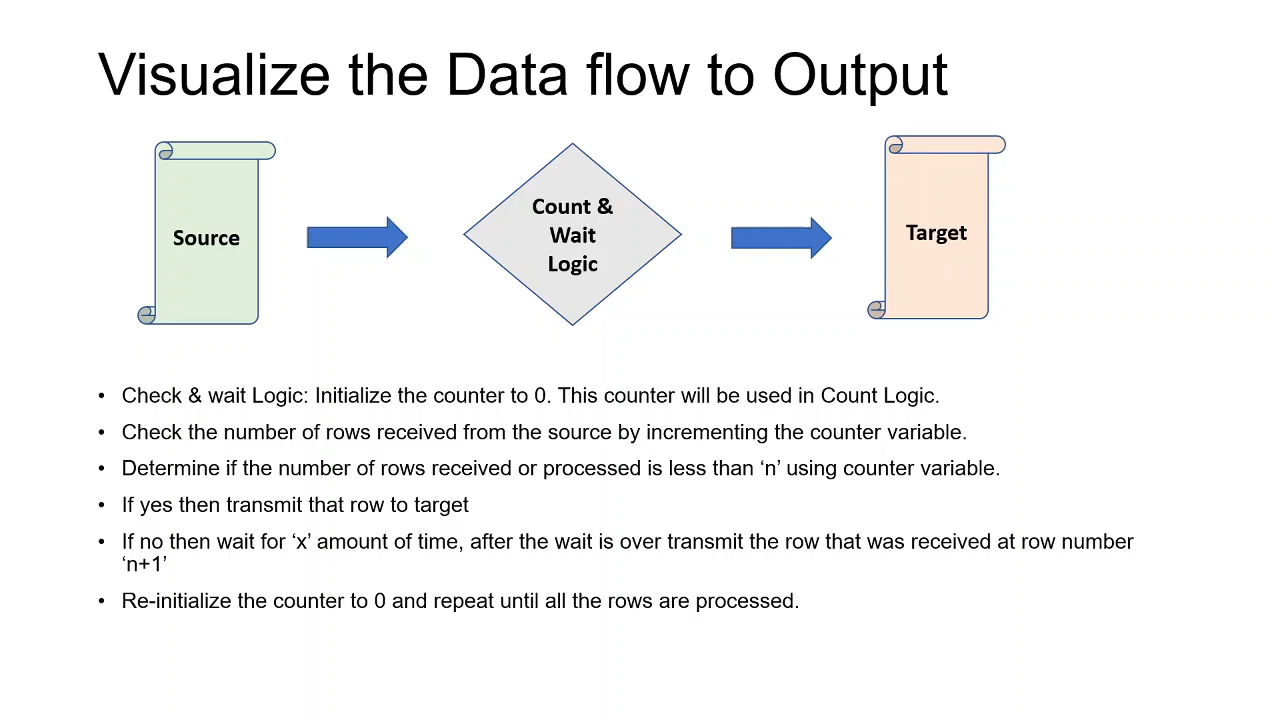 Visualize the Data flow to Output
Source
Count &
Wait
Logic
Target
• Check & wait Logic: Initialize the counter to 0. This counter will be used in Count Logic.
• Check the number of rows received from the source by incrementing the counter variable.
• Determine if the number of rows received or processed is less than ‘n’ using counter variable.
• If yes then transmit that row to target
• If no then wait for ‘x’ amount of time, after the wait is over transmit the row that was received at row number
‘n+1’
• Re-initialize the counter to 0 and repeat until all the rows are processed.